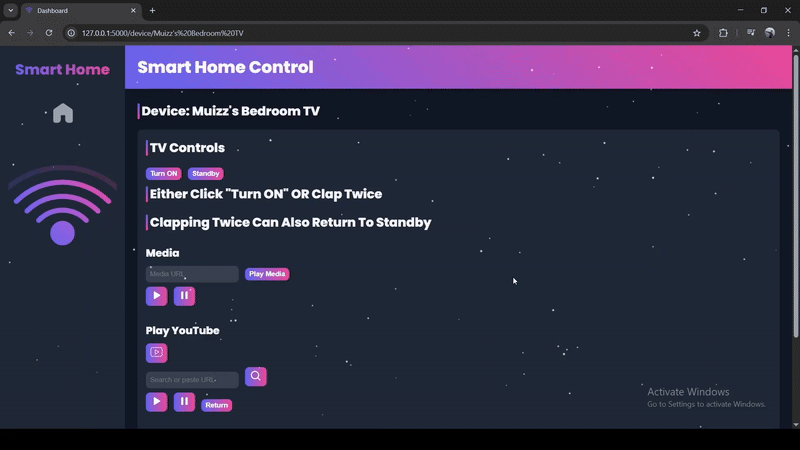 Dashboard
127.0.0.1:5000/device/Muizz's%20Bedroom%20TV
Smart Home
Smart Home Control
Device: Muizz's Bedroom TV
TV Controls
Turn ON
Standby
Either Click "Turn ON" OR Clap Twice
Clapping Twice Can Also Return To Standby
Media
Media URL
Play Media
Play YouTube
Search or paste URL
Return
Activate Windows
Go to Settings to activate Windows.